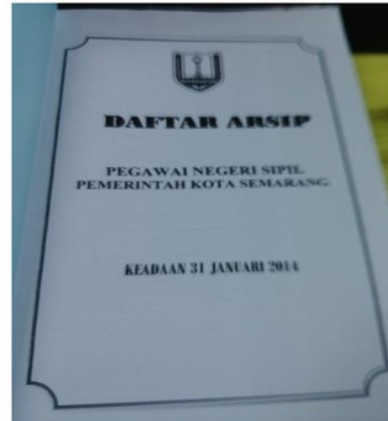 DAFTAR ARSIP
PEGAWAI NEGERI SIPIL
PEMERINTAH KOTA SEMARANG
KEADAAN 31 JANUARI 2014